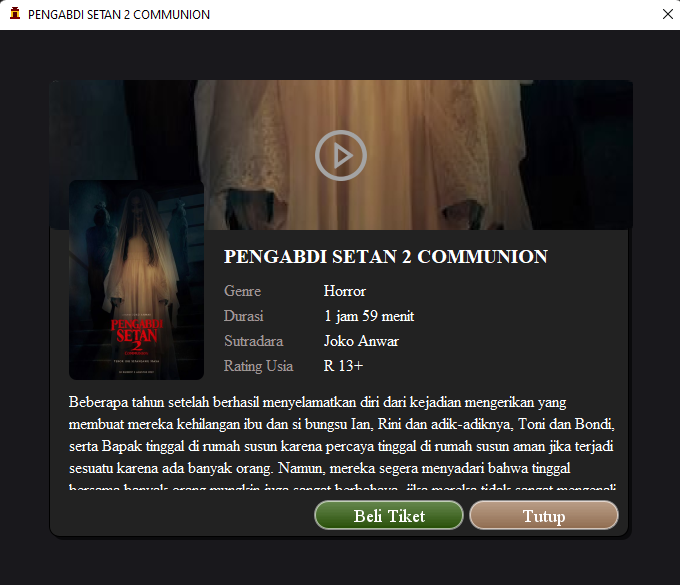 PENGABDI SETAN 2 COMMUNION
PENGABDI SETAN 2 COMMUNION
Genre Horror
Durasi 1 jam 59 menit
Sutradara Joko Anwar
Rating Usia R 13+
PENGABDI
SETAN
2
Beberapa tahun setelah berhasil menyelamatkan diri dari kejadian mengerikan yang
membuat mereka kehilangan ibu dan si bungsu Ian, Rini dan adik-adiknya, Toni dan Bondi,
serta Bapak tinggal di rumah susun karena percaya tinggal di rumah susun aman jika terjadi
sesuatu karena ada banyak orang. Namun, mereka segera menyadari bahwa tinggal
bersama banyak orang mungkin juga sangat berbahaya, jika mereka tidak sangat mengenali
Beli Tiket Tutup